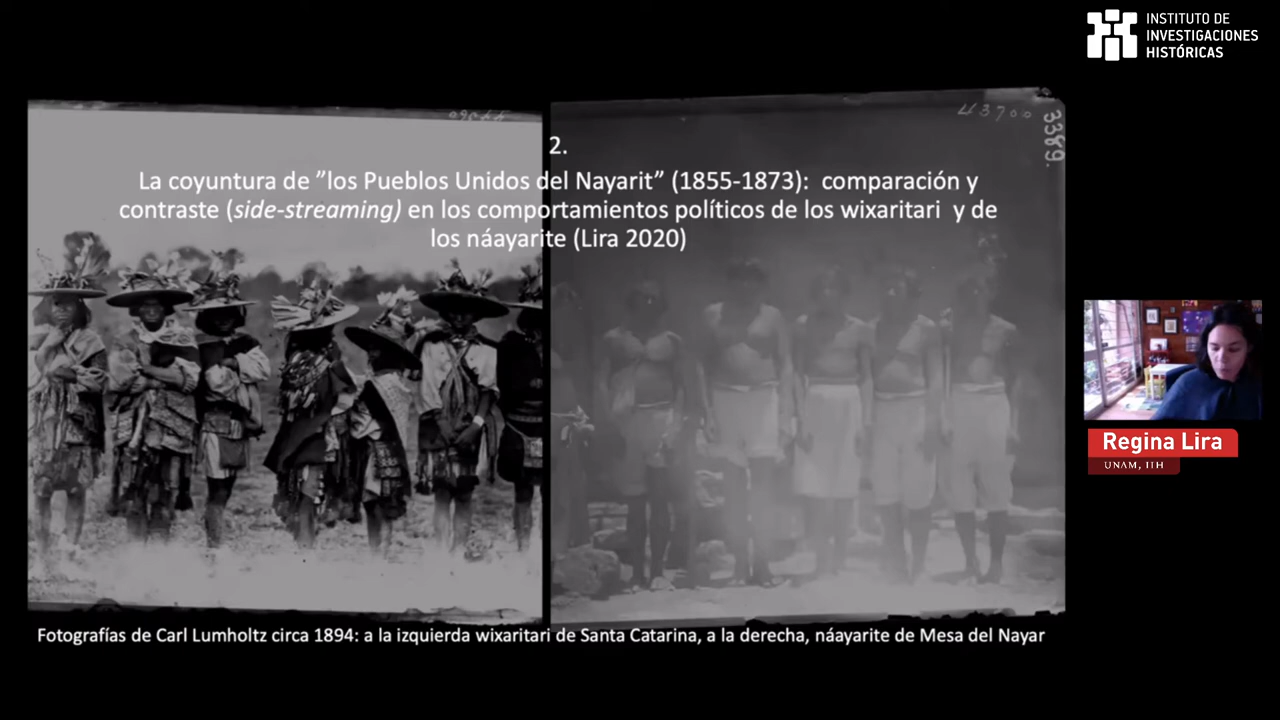 INSTITUTO DE
INVESTIGACIONES
HISTÓRICAS
43700
3389.
2.
La coyuntura de ”los Pueblos Unidos del Nayarit” (1855-1873): comparación y
contraste (side-streaming) en los comportamientos políticos de los wixaritari y de
los náayarite (Lira 2020)
Regina Lira
UNAM, IIH
Fotografías de Carl Lumholtz circa 1894: a la izquierda wixaritari de Santa Catarina, a la derecha, náayarite de Mesa del Nayar